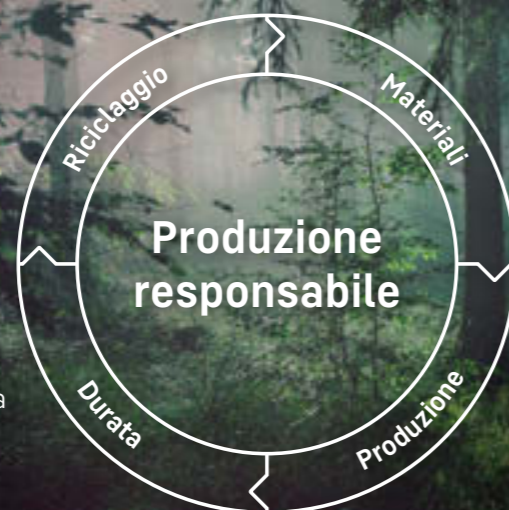 Riciclaggio
Materiali
Produzione
responsabile
Durata
Produzione
a